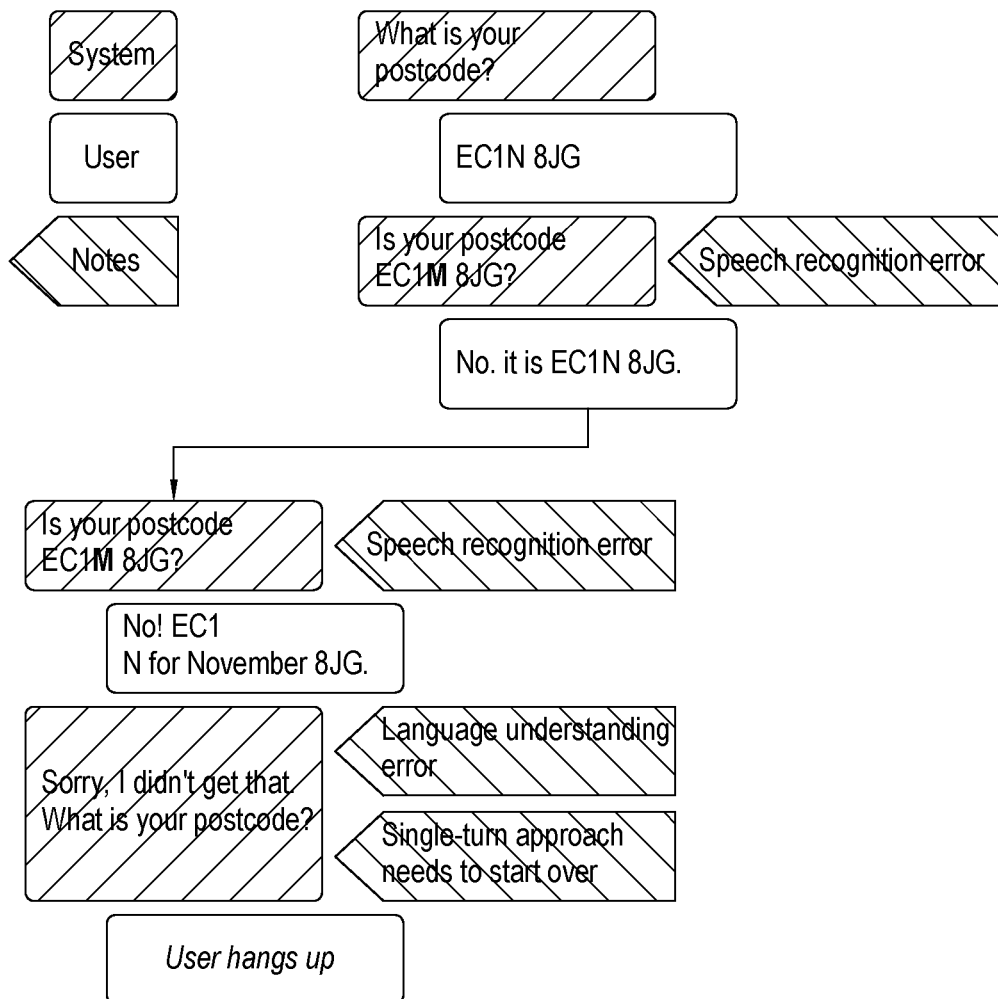 System
User
Notes
What is your
postcode?
EC1N 8JG
Is your postcode
EC1M 8JG?
Speech recognition error
No. it is EC1N 8JG.
Is your postcode
EC1M 8JG?
Speech recognition error
No! EC1
N for November 8JG.
Sorry, I didn't get that.
What is your postcode?
Language understanding
error
Single-turn approach
needs to start over
User hangs up